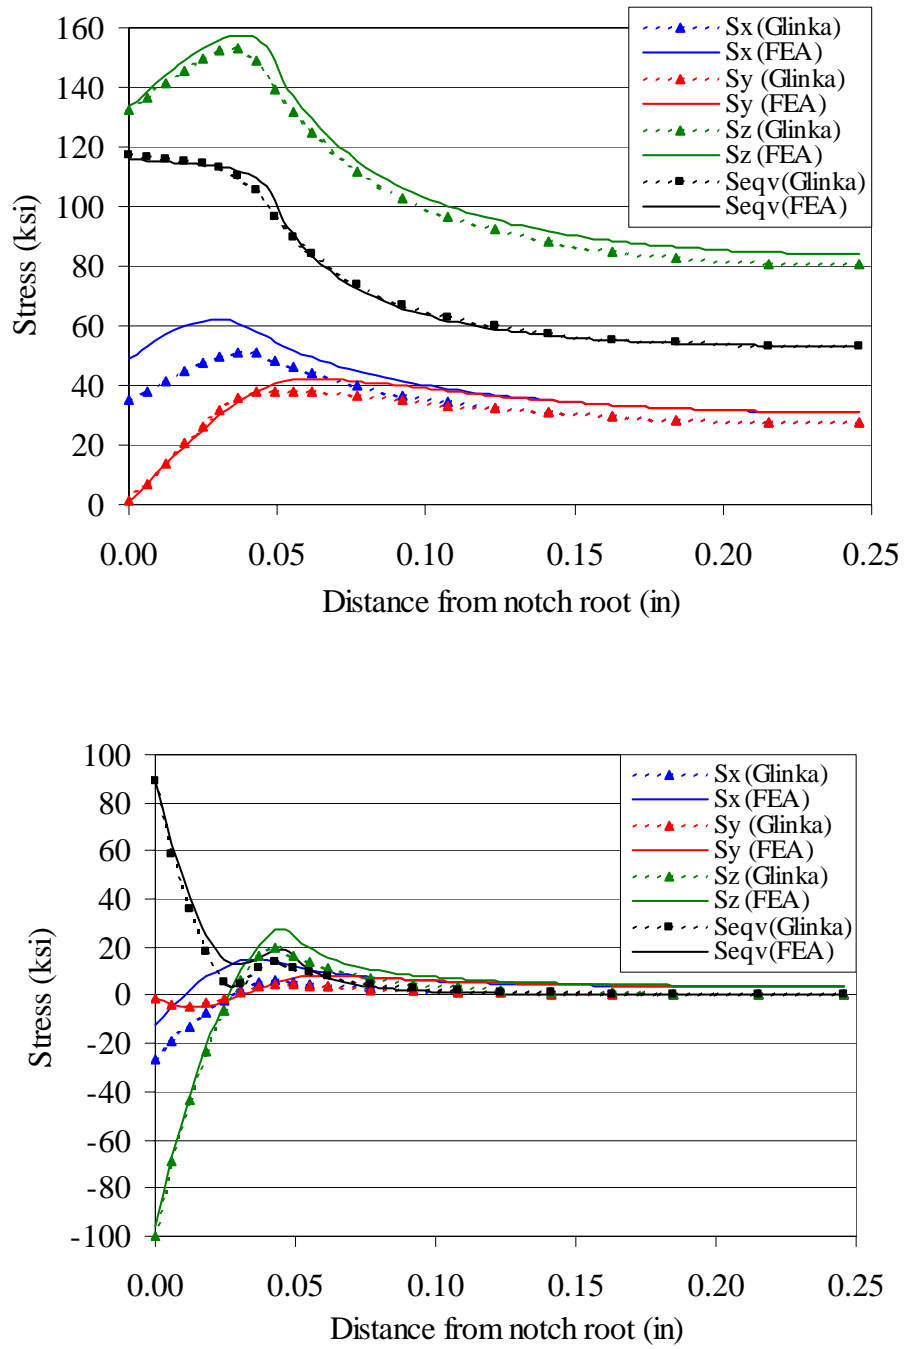 160
140
120
100
80
60
40
20
0
Stress (ksi)
0.00 0.05 0.10 0.15 0.20 0.25
Distance from notch root (in)
Sx (Glinka)
Sx (FEA)
Sy (Glinka)
Sy (FEA)
Sz (Glinka)
Sz (FEA)
Seqv (Glinka)
Seqv (FEA)
100
80
60
40
20
0
-20
-40
-60
-80
-100
Stress (ksi)
0.00 0.05 0.10 0.15 0.20 0.25
Distance from notch root (in)
Sx (Glinka)
Sx (FEA)
Sy (Glinka)
Sy (FEA)
Sz (Glinka)
Sz (FEA)
Seqv (Glinka)
Seqv (FEA)